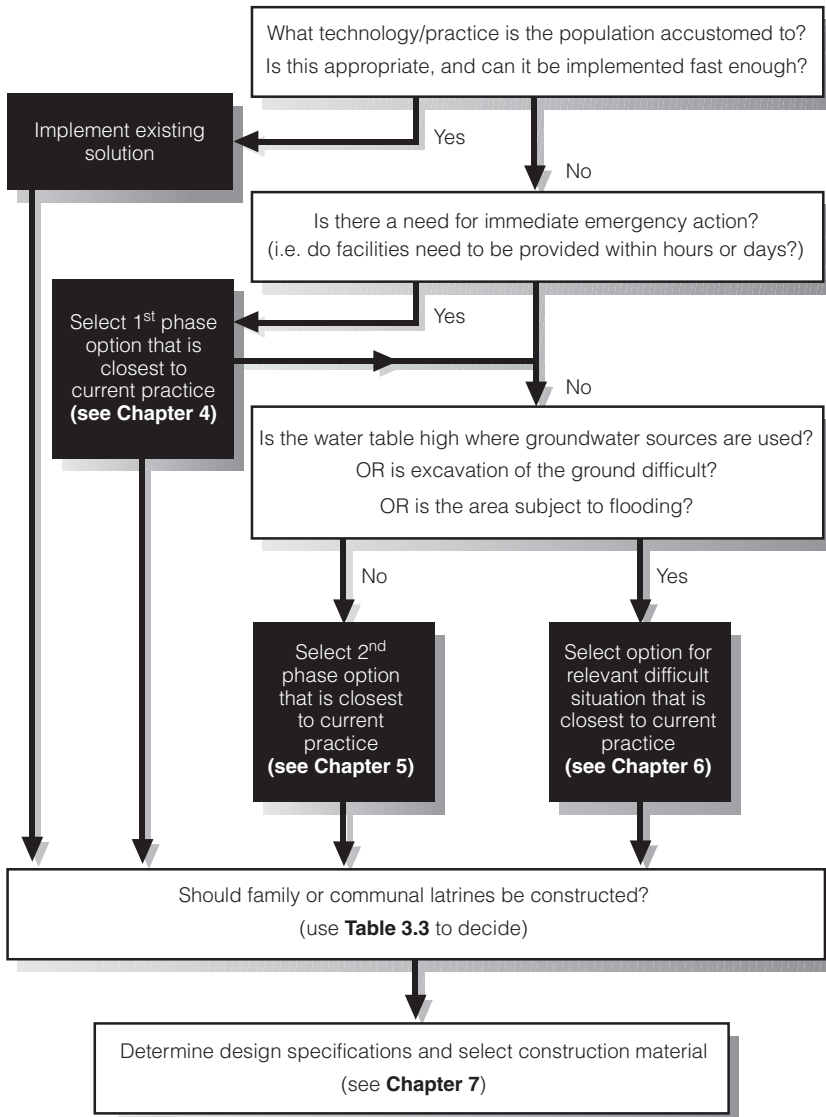 What technology/practice is the population accustomed to?
Is this appropriate, and can it be implemented fast enough?
Implement existing
solution
Yes
No
Is there a need for immediate emergency action?
(i.e. do facilities need to be provided within hours or days?)
Select 1st phase
option that is
closest to
current practice
(see Chapter 4)
Yes
No
Is the water table high where groundwater sources are used?
OR is excavation of the ground difficult?
OR is the area subject to flooding?
No
Yes
Select 2nd
phase option
that is closest
to current
practice
(see Chapter 5)
Select option for
relevant difficult
situation that is
closest to current
practice
(see Chapter 6)
Should family or communal latrines be constructed?
(use Table 3.3 to decide)
Determine design specifications and select construction material
(see Chapter 7)